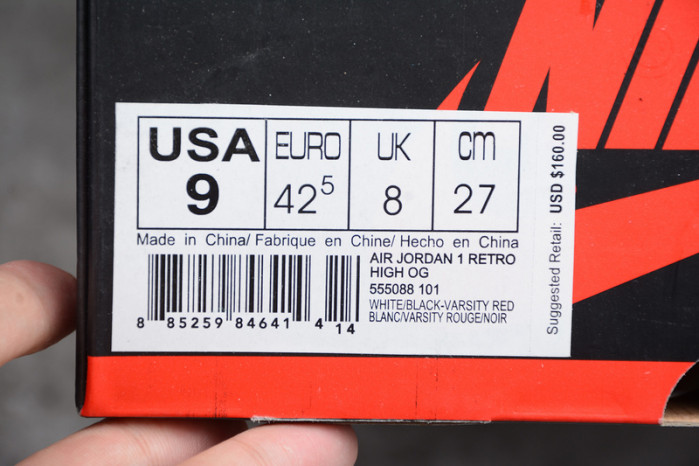 NIKE
USA EURO UK cm
9 42⁵ 8 27
Made in China/ Fabrique en Chine/ Hecho en China
AIR JORDAN 1 RETRO
HIGH OG
555088 101
WHITE/BLACK-VARSITY RED
BLANC/VARSITY ROUGE/NOIR
8 85259 84641 4 14
Suggested Retail: USD $160.00